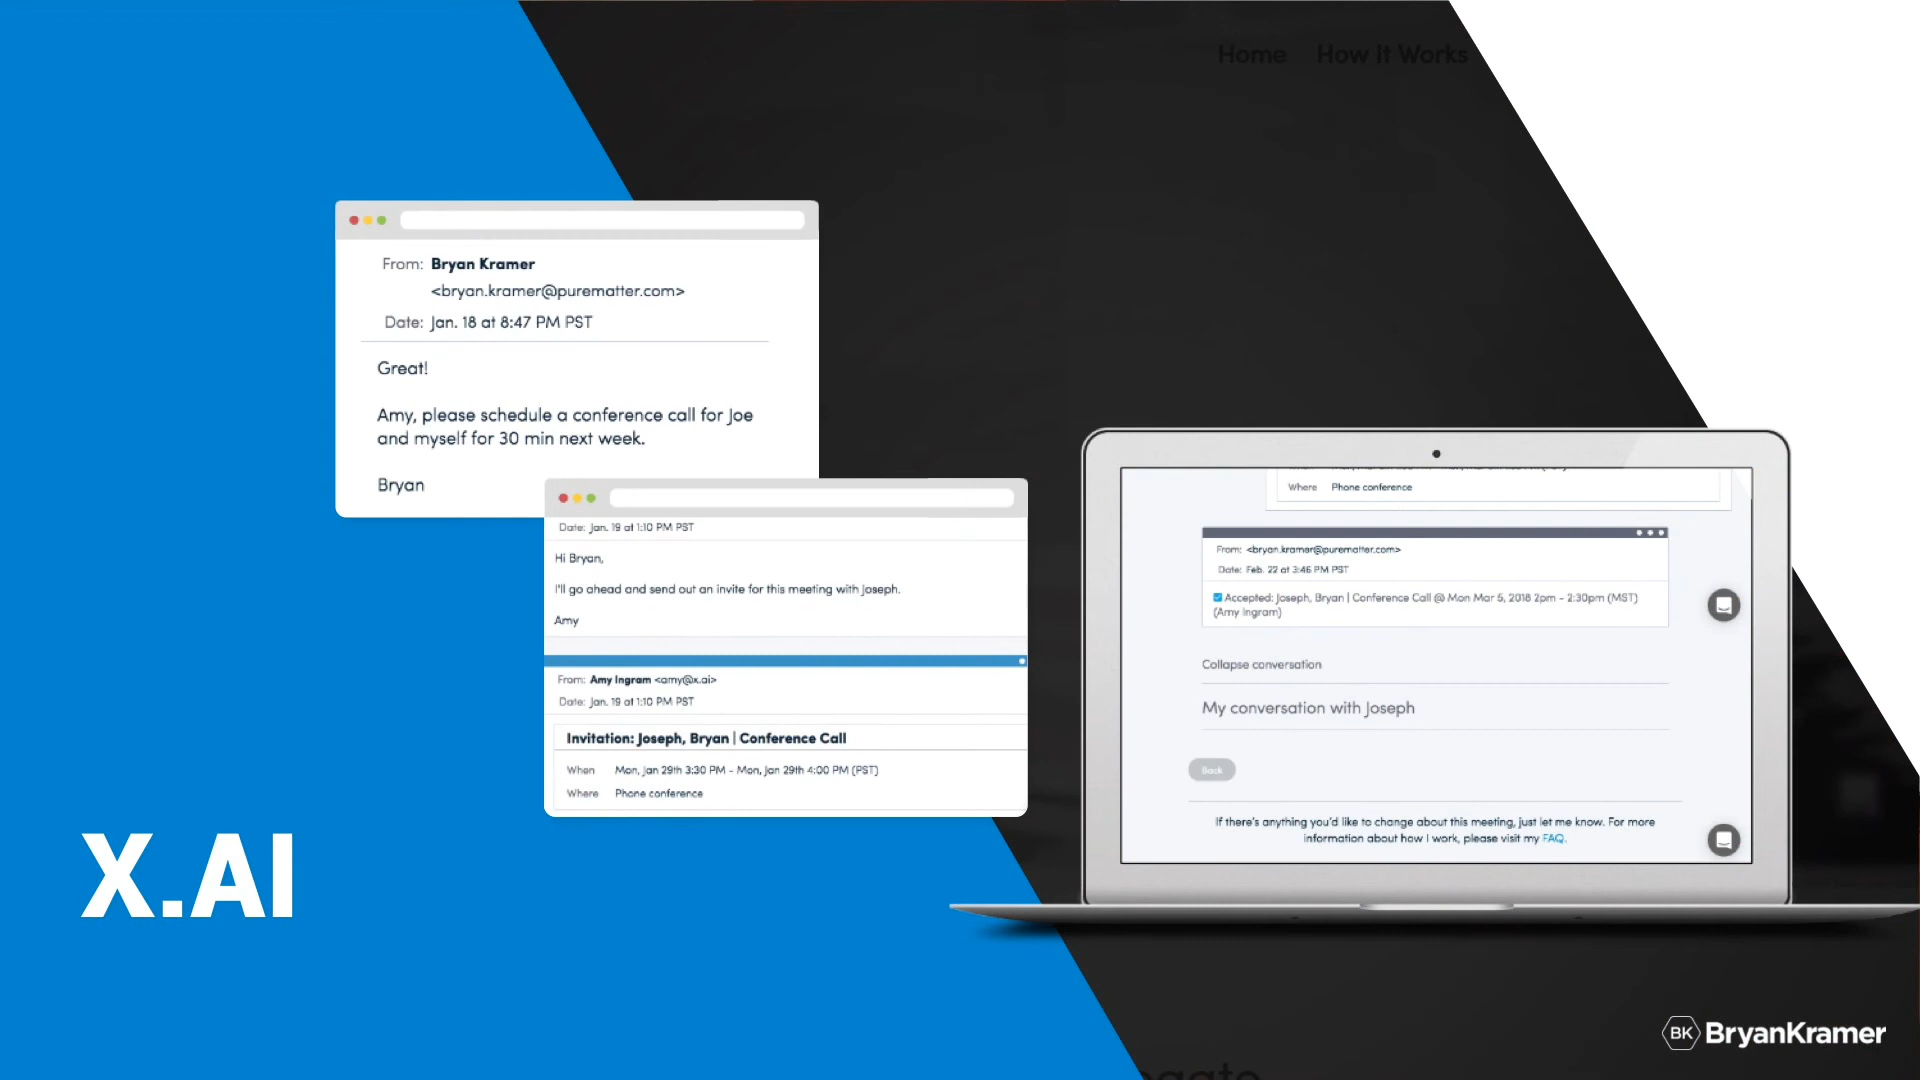 Home How It Works
From: Bryan Kramer
<bryan.kramer@purematter.com>
Date: Jan. 18 at 8:47 PM PST
Great!
Amy, please schedule a conference call for Joe
and myself for 30 min next week.
Bryan
Date: Jan. 19 at 1:10 PM PST
Hi Bryan,
I'll go ahead and send out an invite for this meeting with Joseph.
Amy
From: Amy Ingram <amy@x.ai>
Date: Jan. 19 at 1:10 PM PST
Invitation: Joseph, Bryan | Conference Call
When Mon, Jan 29th 3:30 PM - Mon, Jan 29th 4:00 PM (PST)
Where Phone conference
Where Phone conference
From: <bryan.kramer@purematter.com>
Date: Feb. 22 at 3:46 PM PST
Accepted: Joseph, Bryan | Conference Call @ Mon Mar 5, 2018 2pm - 2:30pm (MST)
(Amy Ingram)
Collapse conversation
My conversation with Joseph
Back
If there's anything you'd like to change about this meeting, just let me know. For more
information about how I work, please visit my FAQ.
X.AI
BK BryanKramer